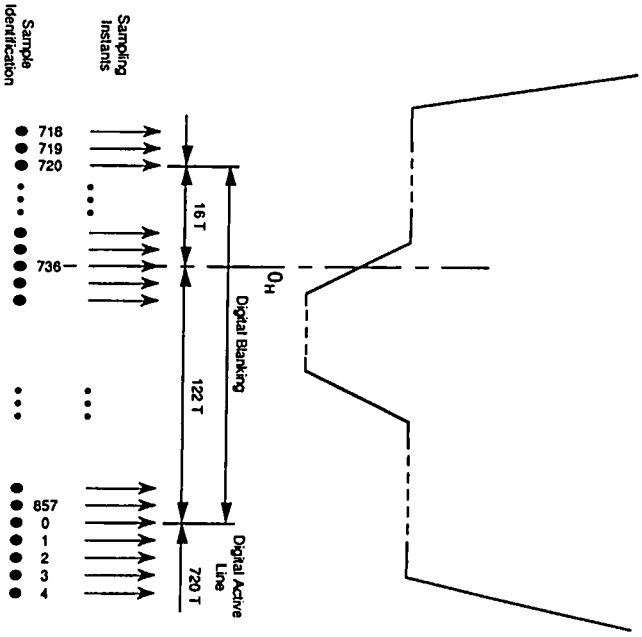 0H
Digital Blanking
Digital Active
Line
16 T
122 T
720 T
Sampling
Instants
718
719
720
736
857
0
1
2
3
4
Sample
Identification